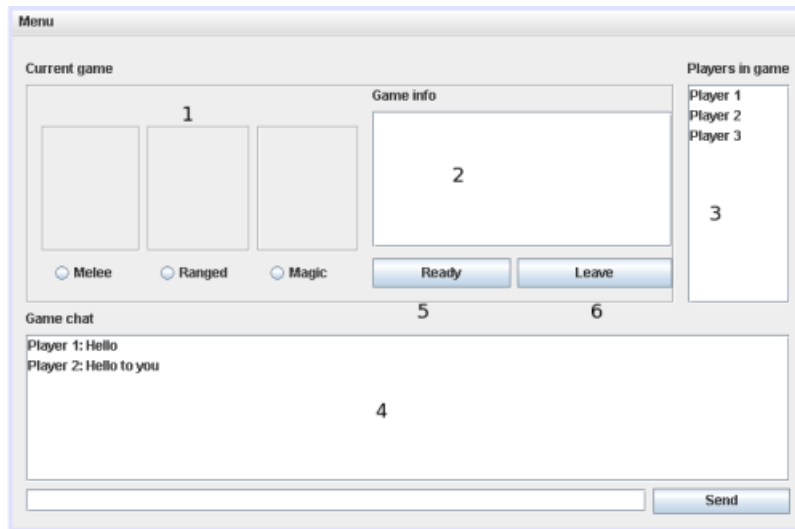 Menu
Current game
Players in game
Game info
1
Player 1
Player 2
Player 3
2
3
Melee
Ranged
Magic
Ready
Leave
5
6
Game chat
Player 1: Hello
Player 2: Hello to you
4
Send